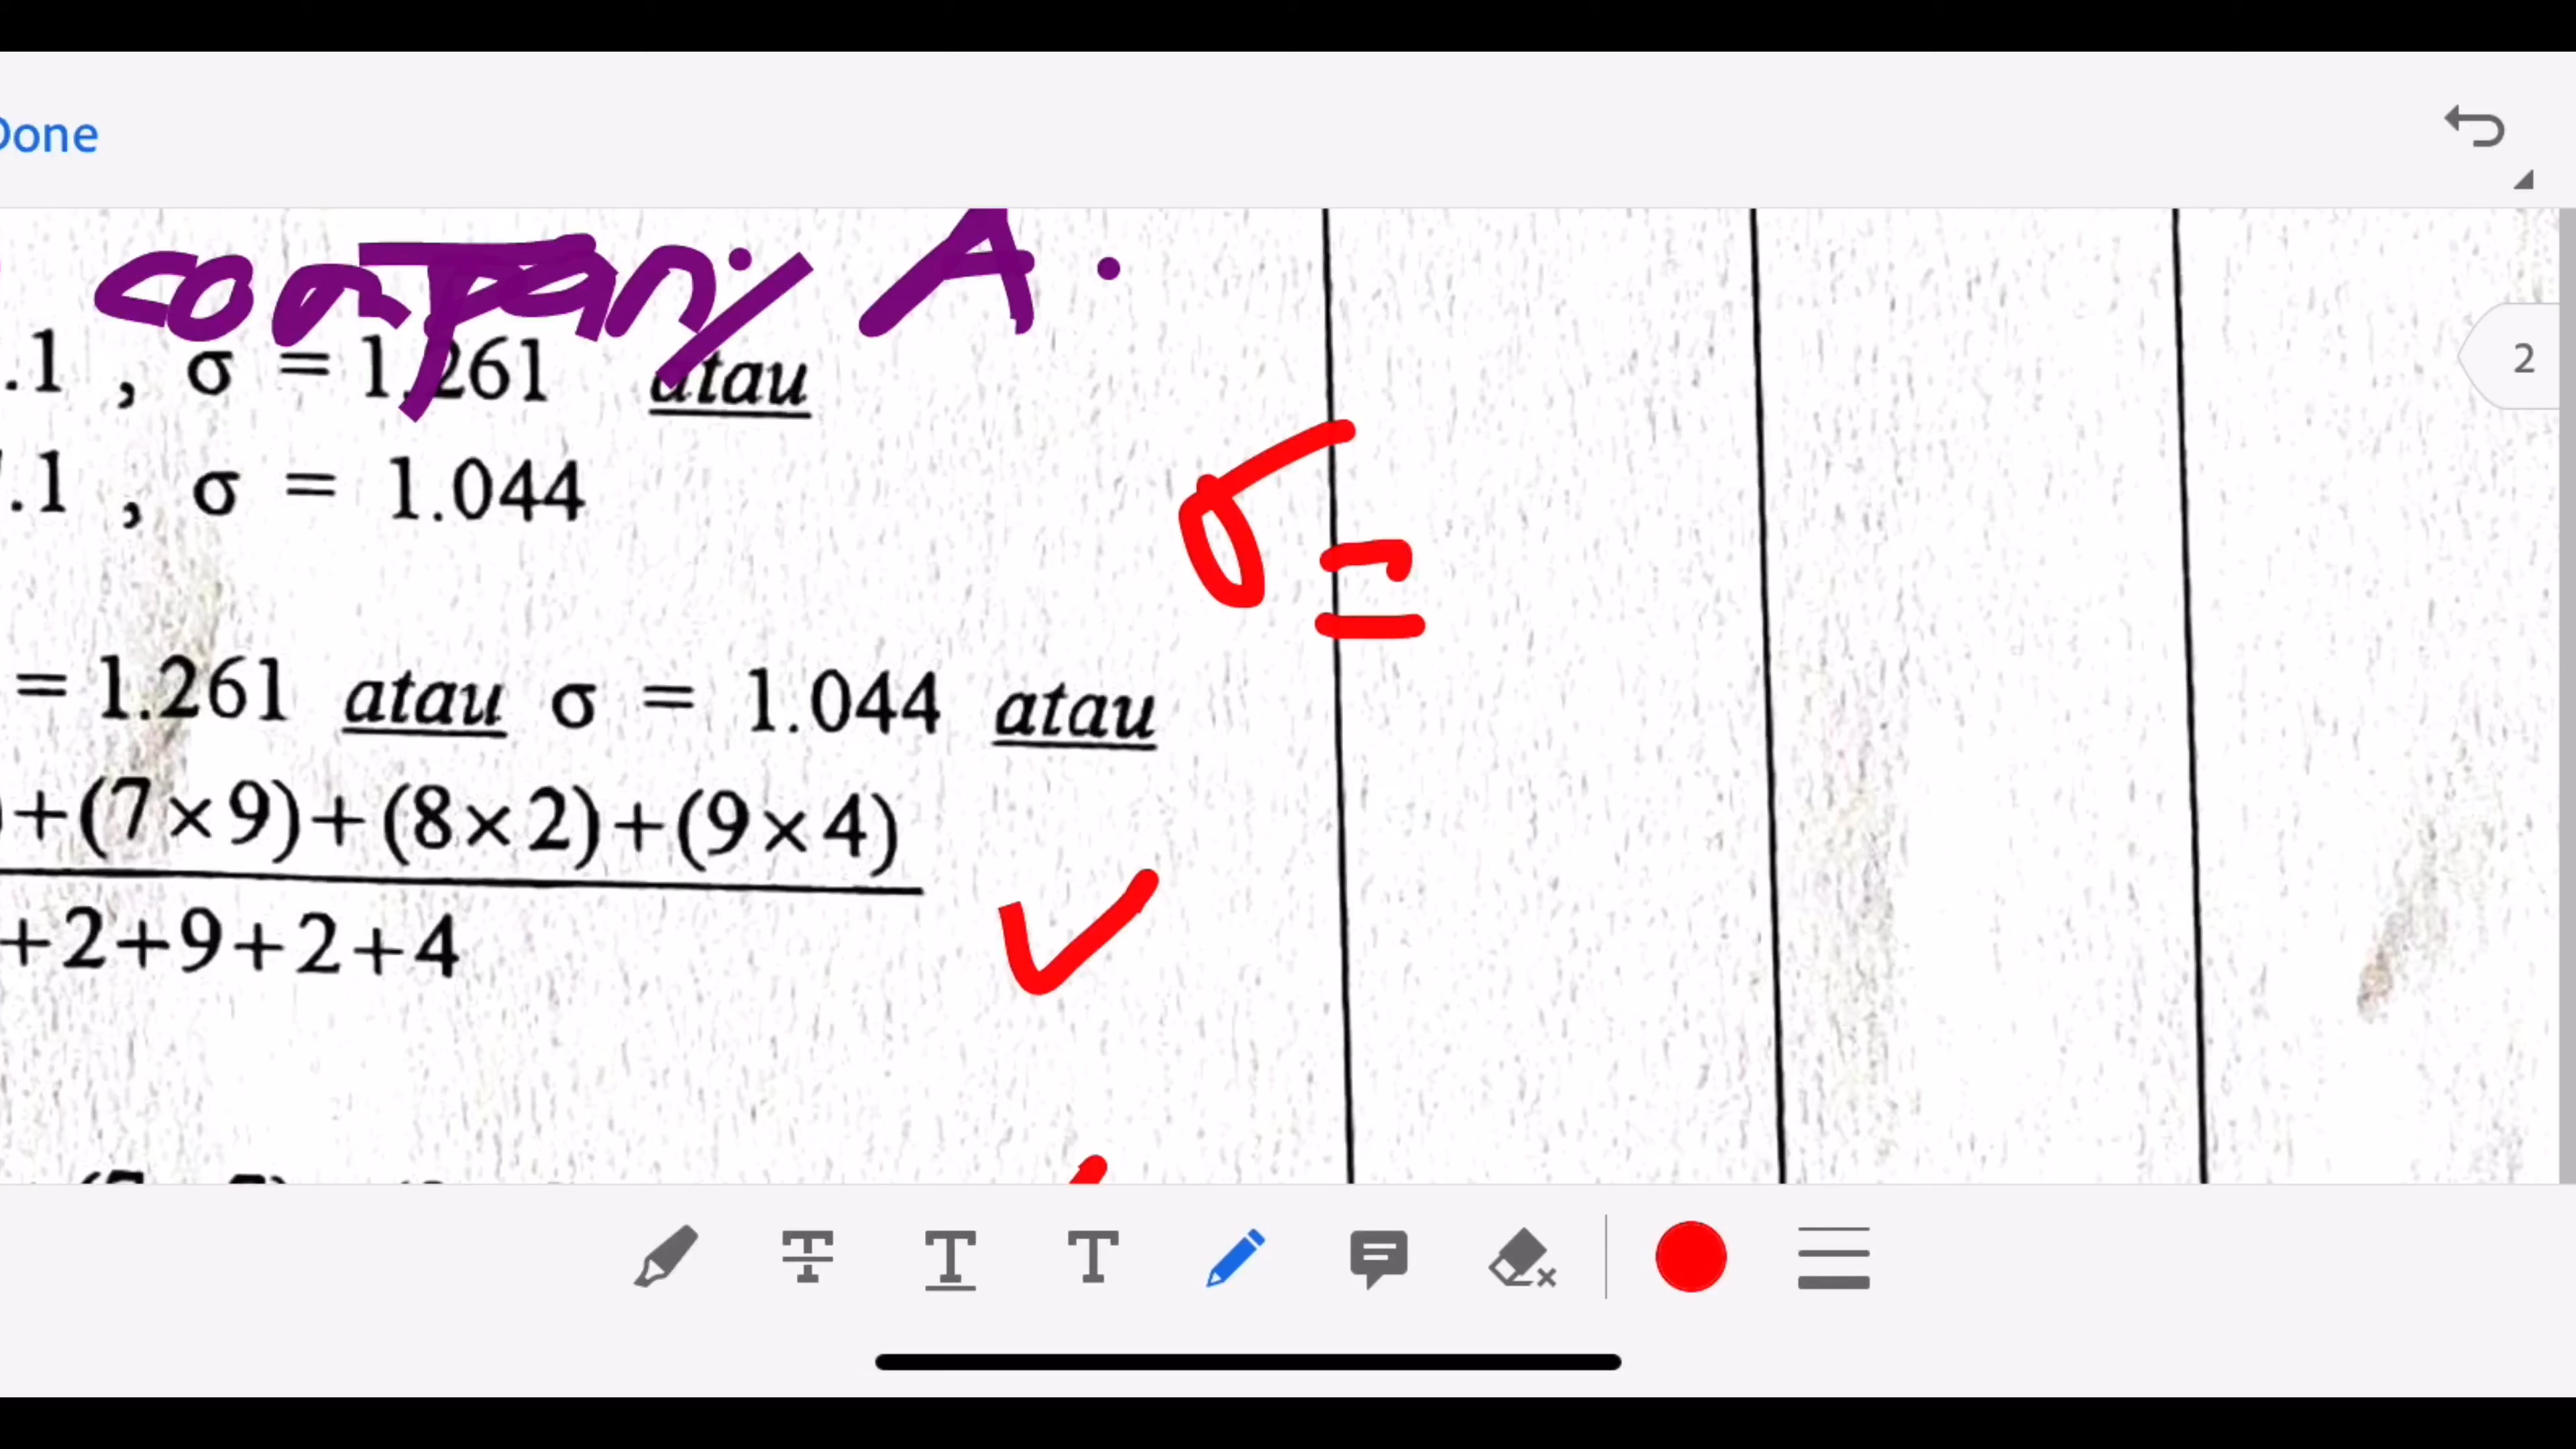 Done
company A.
.1 , σ = 1.261 atau
.1 , σ = 1.044
σ =
2
= 1.261 atau σ = 1.044 atau
)+(7×9)+(8×2)+(9×4)
+2+9+2+4